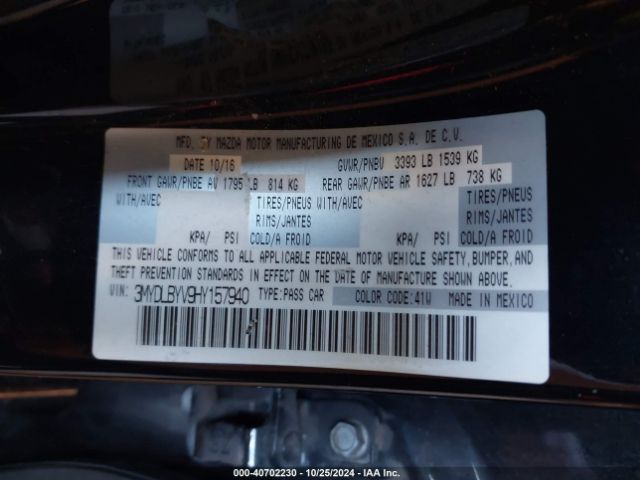 MFD. BY MAZDA MOTOR MANUFACTURING DE MEXICO S.A. DE C.V.
DATE 10/16 GVWR/PNBV 3393 LB 1539 KG
FRONT GAWR/PNBE AV 1795 LB 814 KG REAR GAWR/PNBE AR 1627 LB 738 KG
WITH/AVEC TIRES/PNEUS WITH/AVEC TIRES/PNEUS
RIMS/JANTES RIMS/JANTES
KPA/ PSI COLD/A FROID KPA/ PSI COLD/A FROID
THIS VEHICLE CONFORMS TO ALL APPLICABLE FEDERAL MOTOR VEHICLE SAFETY, BUMPER, AND
THEFT PREVENTION STANDARDS IN EFFECT ON THE DATE OF MANUFACTURE SHOWN ABOVE.
VIN: 3MYDLBYV9HY157940 TYPE:PASS CAR COLOR CODE:41W MADE IN MEXICO
000-40702230 - 10/25/2024 - IAA Inc.